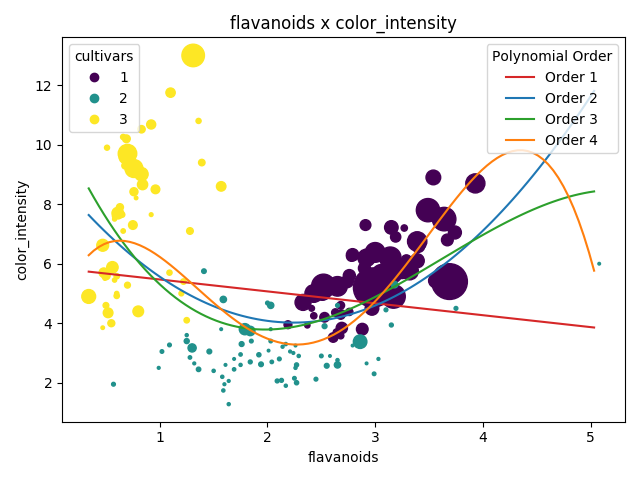 flavanoids x color_intensity
cultivars
1
2
3
Polynomial Order
Order 1
Order 2
Order 3
Order 4
color_intensity
12
10
8
6
4
2
1 2 3 4 5
flavanoids